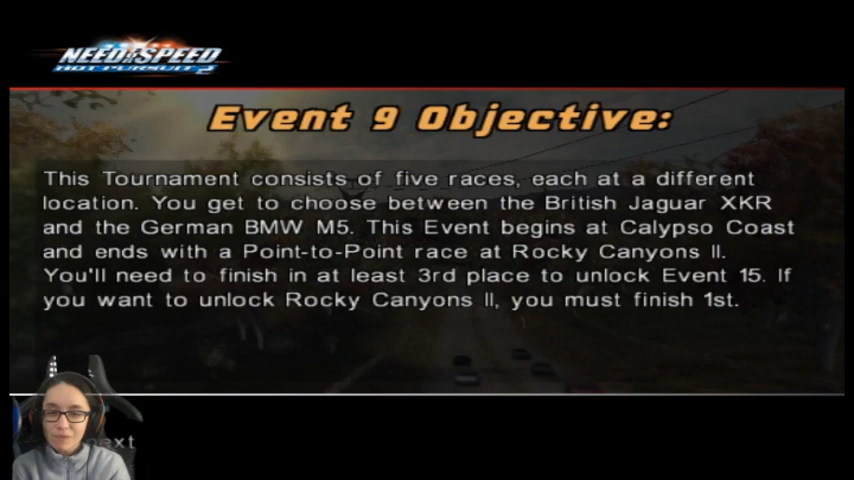 NEED FOR SPEED
HOT PURSUIT 2
Event 9 Objective:
This Tournament consists of five races, each at a different
location. You get to choose between the British Jaguar XKR
and the German BMW M5. This Event begins at Calypso Coast
and ends with a Point-to-Point race at Rocky Canyons II.
You'll need to finish in at least 3rd place to unlock Event 15. If
you want to unlock Rocky Canyons II, you must finish 1st.
next